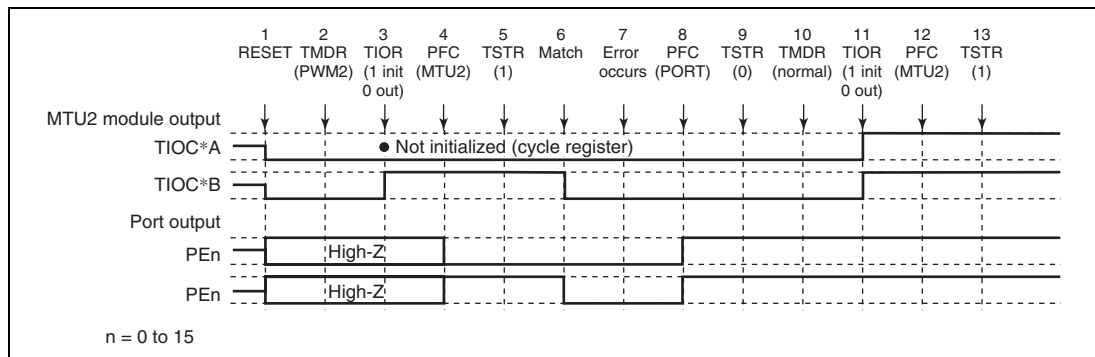 1 2 3 4 5 6 7 8 9 10 11 12 13
RESET TMDR TIOR PFC TSTR Match Error PFC TSTR TMDR TIOR PFC TSTR
(PWM2) (1 init (MTU2) (1) occurs (PORT) (0) (normal) (1 init (MTU2) (1)
0 out) 0 out)
MTU2 module output
TIOC*A
● Not initialized (cycle register)
TIOC*B
Port output
PEn
High-Z
PEn
High-Z
n = 0 to 15